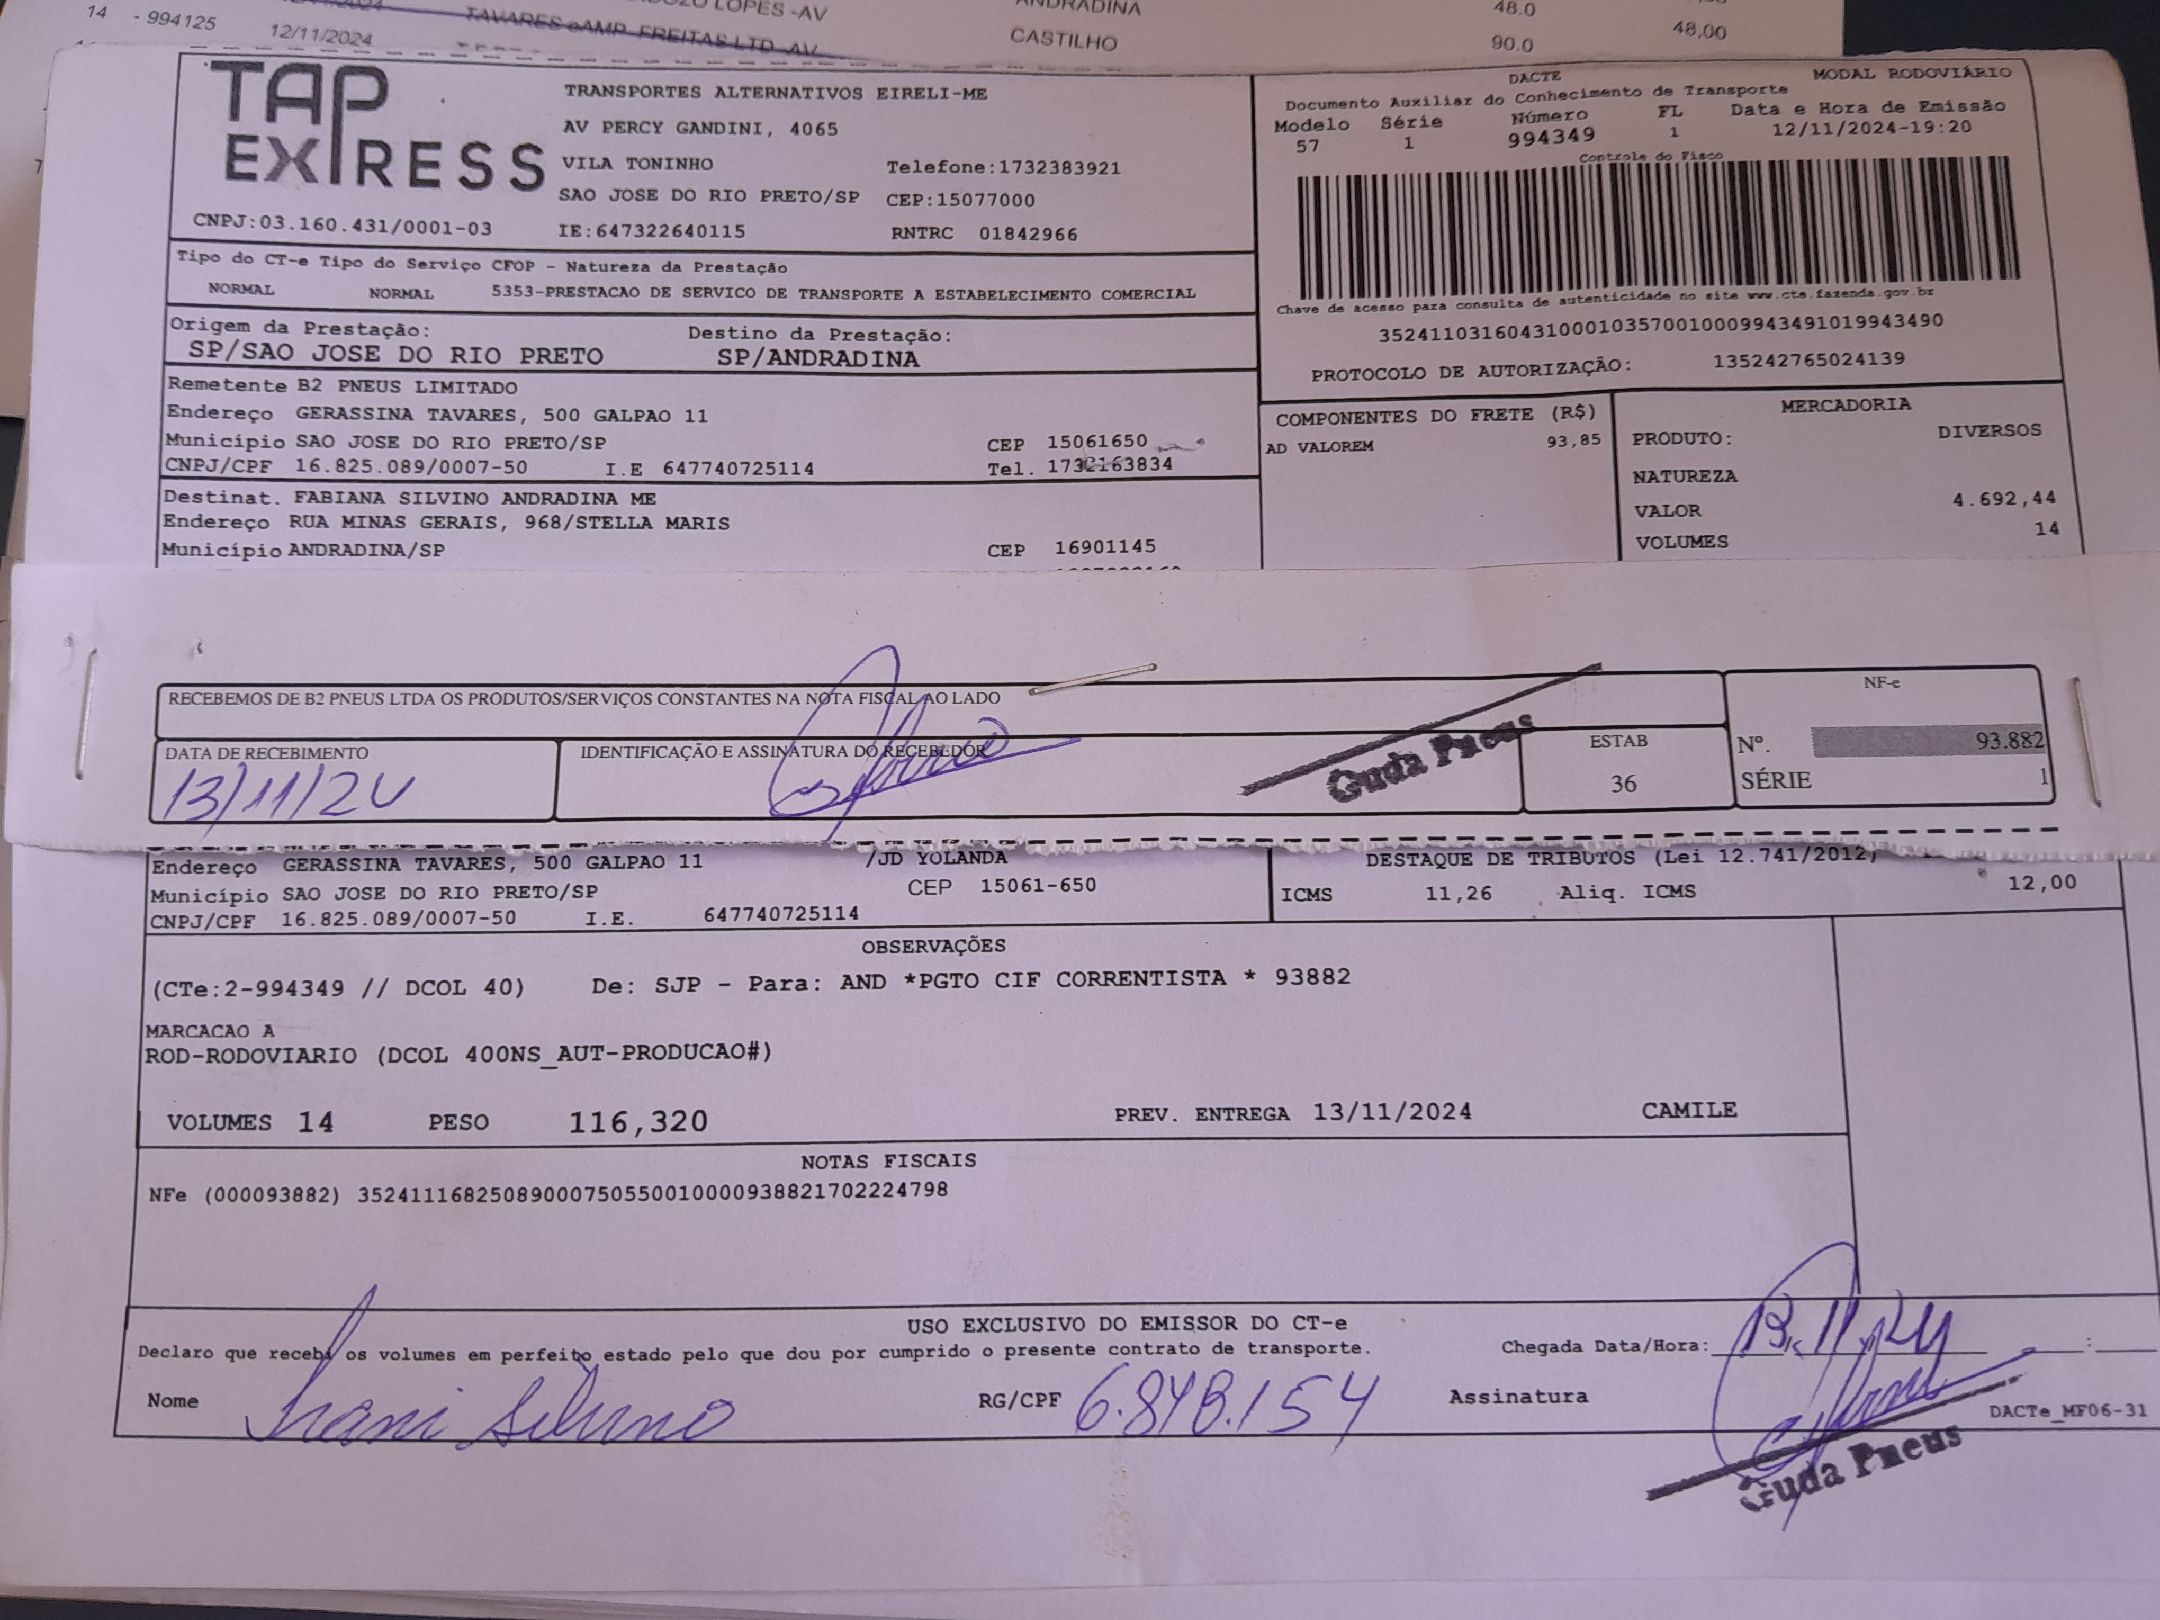 OZO LOPES -AV ANDRADINA 48.0
14 - 994125 12/11/2024 TAVARES eAMP FREITAS LTD -AV CASTILHO 90.0 48,00
TAP EXPRESS
TRANSPORTES ALTERNATIVOS EIRELI-ME
AV PERCY GANDINI, 4065
VILA TONINHO Telefone:1732383921
SAO JOSE DO RIO PRETO/SP CEP:15077000
CNPJ:03.160.431/0001-03 IE:647322640115 RNTRC 01842966
DACTE MODAL RODOVIÁRIO
Documento Auxiliar do Conhecimento de Transporte
Modelo Série Número FL Data e Hora de Emissão
57 1 994349 1 12/11/2024-19:20
Controle do Fisco
Chave de acesso para consulta de autenticidade no site www.cte.fazenda.gov.br
35241103160431000103570010009943491019943490
PROTOCOLO DE AUTORIZAÇÃO: 135242765024139
Tipo do CT-e Tipo do Serviço CFOP - Natureza da Prestação
NORMAL NORMAL 5353-PRESTACAO DE SERVICO DE TRANSPORTE A ESTABELECIMENTO COMERCIAL
Origem da Prestação: Destino da Prestação:
SP/SAO JOSE DO RIO PRETO SP/ANDRADINA
Remetente B2 PNEUS LIMITADO
Endereço GERASSINA TAVARES, 500 GALPAO 11
Município SAO JOSE DO RIO PRETO/SP CEP 15061650
CNPJ/CPF 16.825.089/0007-50 I.E 647740725114 Tel. 1732163834
COMPONENTES DO FRETE (R$)
AD VALOREM 93,85
MERCADORIA
PRODUTO: DIVERSOS
NATUREZA
VALOR 4.692,44
VOLUMES 14
Destinat. FABIANA SILVINO ANDRADINA ME
Endereço RUA MINAS GERAIS, 968/STELLA MARIS
Município ANDRADINA/SP CEP 16901145
RECEBEMOS DE B2 PNEUS LTDA OS PRODUTOS/SERVIÇOS CONSTANTES NA NOTA FISCAL AO LADO
DATA DE RECEBIMENTO IDENTIFICAÇÃO E ASSINATURA DO RECEBEDOR
13/11/24
Guda Pneus
ESTAB
36
NF-e
Nº. 93.882
SÉRIE 1
Endereço GERASSINA TAVARES, 500 GALPAO 11 /JD YOLANDA
Município SAO JOSE DO RIO PRETO/SP CEP 15061-650
CNPJ/CPF 16.825.089/0007-50 I.E. 647740725114
DESTAQUE DE TRIBUTOS (Lei 12.741/2012)
ICMS 11,26 Aliq. ICMS 12,00
OBSERVAÇÕES
(CTe:2-994349 // DCOL 40) De: SJP - Para: AND *PGTO CIF CORRENTISTA * 93882
MARCACAO A
ROD-RODOVIARIO (DCOL 400NS_AUT-PRODUCAO#)
VOLUMES 14 PESO 116,320 PREV. ENTREGA 13/11/2024 CAMILE
NOTAS FISCAIS
NFe (000093882) 35241116825089000750550010000938821702224798
USO EXCLUSIVO DO EMISSOR DO CT-e
Declaro que recebi os volumes em perfeito estado pelo que dou por cumprido o presente contrato de transporte. Chegada Data/Hora: 13.11.24 :
Nome Irani Silvino RG/CPF 6.848.154 Assinatura
DACTe_MF06-31
Guda Pneus